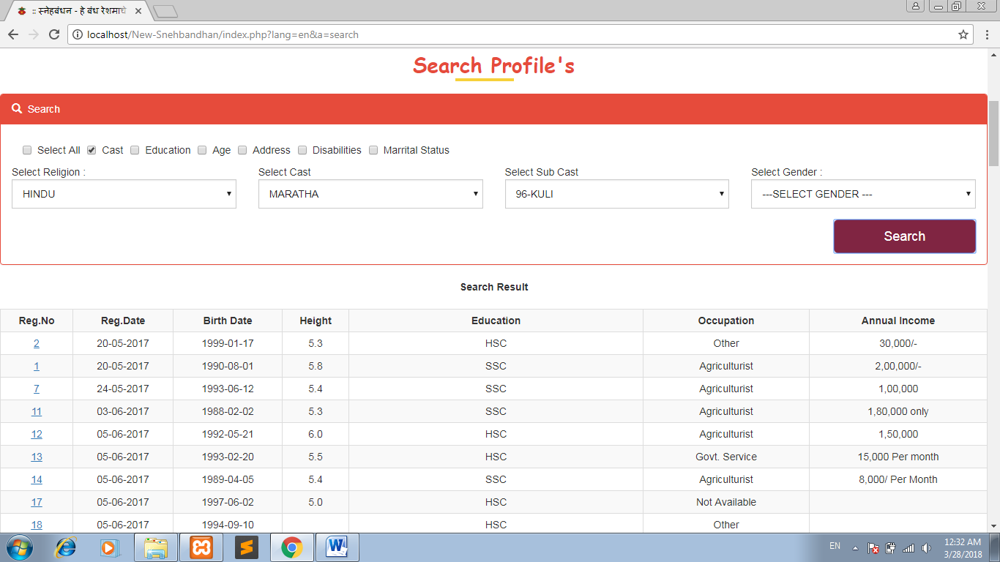 :: स्नेहबंधन - हे बंध रेशमाचे
localhost/New-Snehbandhan/index.php?lang=en&a=search
Search Profile's
Search
Select All Cast Education Age Address Disabilities Marrital Status
Select Religion : Select Cast Select Sub Cast Select Gender :
HINDU MARATHA 96-KULI ---SELECT GENDER ---
Search
Search Result
Reg.No Reg.Date Birth Date Height Education Occupation Annual Income
2 20-05-2017 1999-01-17 5.3 HSC Other 30,000/-
1 20-05-2017 1990-08-01 5.8 SSC Agriculturist 2,00,000/-
7 24-05-2017 1993-06-12 5.4 SSC Agriculturist 1,00,000
11 03-06-2017 1988-02-02 5.3 SSC Agriculturist 1,80,000 only
12 05-06-2017 1992-05-21 6.0 HSC Agriculturist 1,50,000
13 05-06-2017 1993-02-20 5.5 HSC Govt. Service 15,000 Per month
14 05-06-2017 1989-04-05 5.4 SSC Agriculturist 8,000/ Per Month
17 05-06-2017 1997-06-02 5.0 HSC Not Available
18 05-06-2017 1994-09-10 HSC Other
EN 12:32 AM
3/28/2018